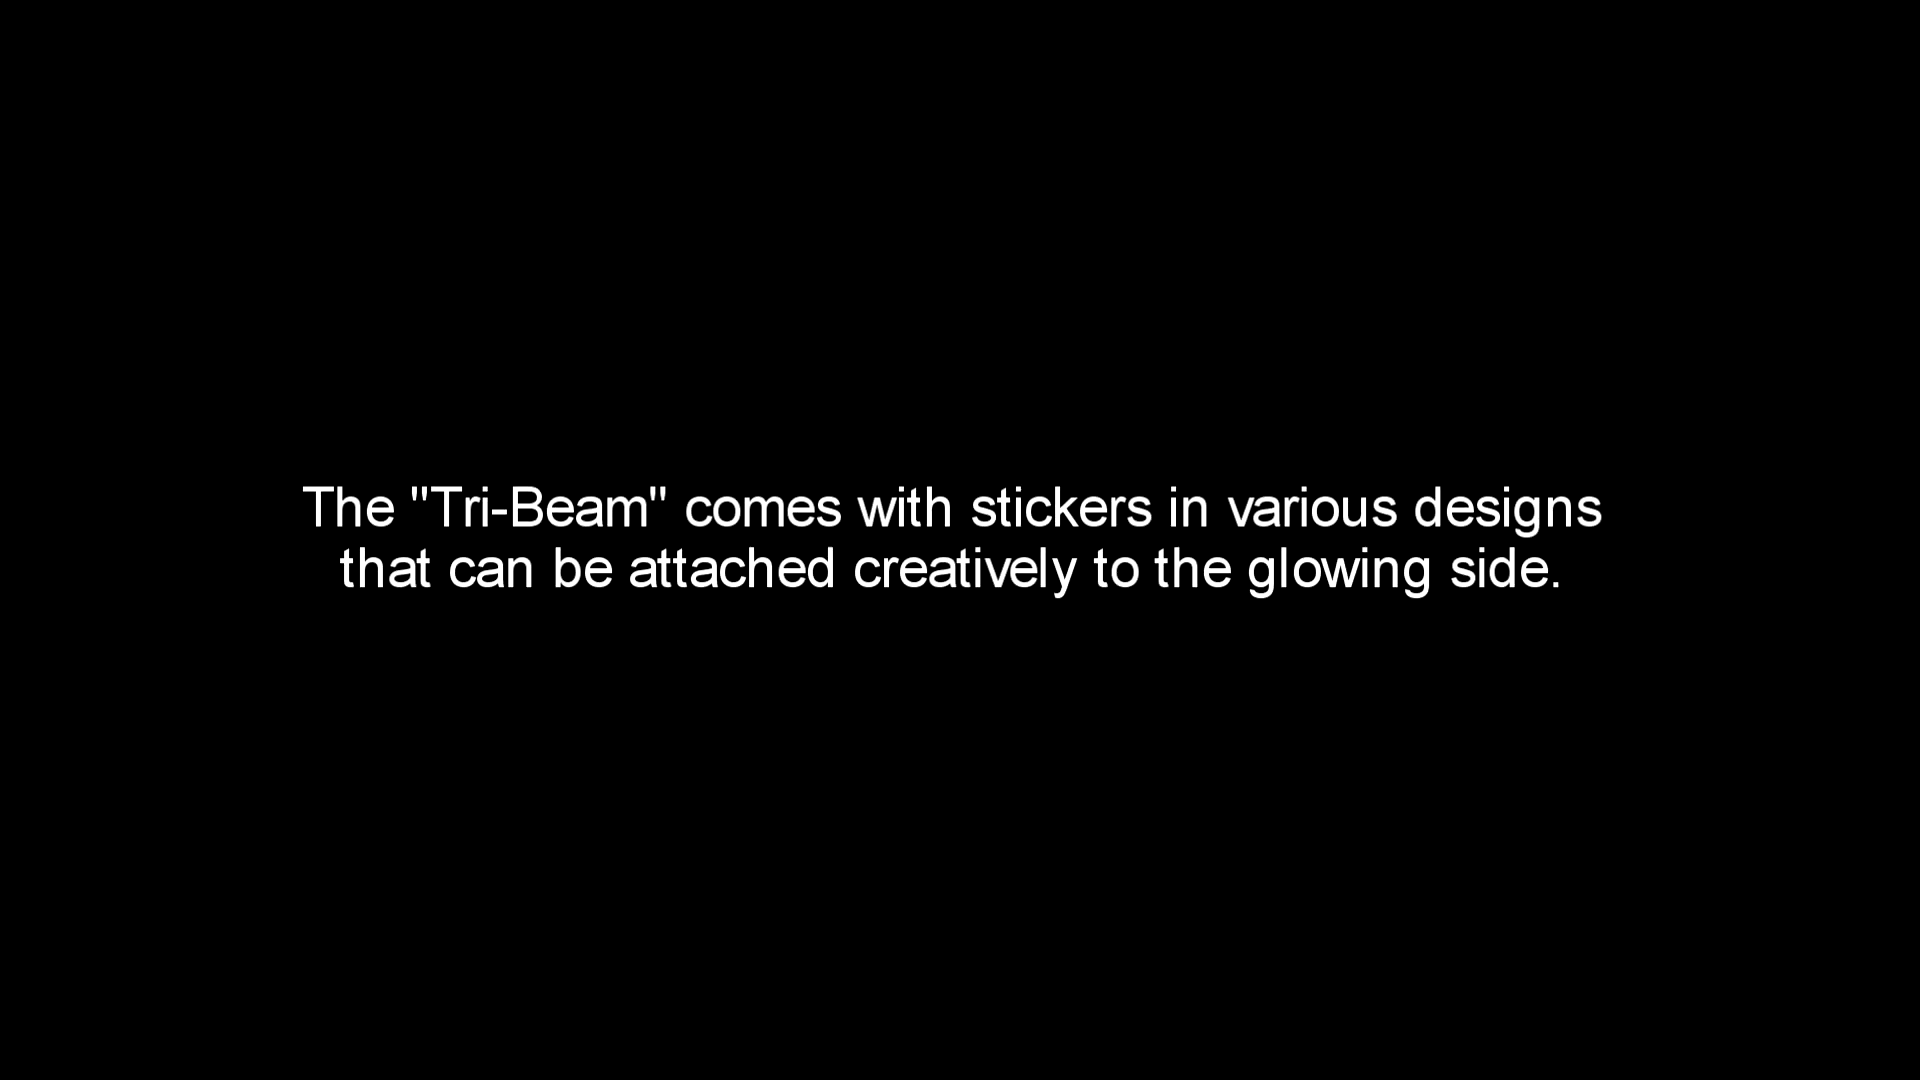 The "Tri-Beam" comes with stickers in various designs
that can be attached creatively to the glowing side.